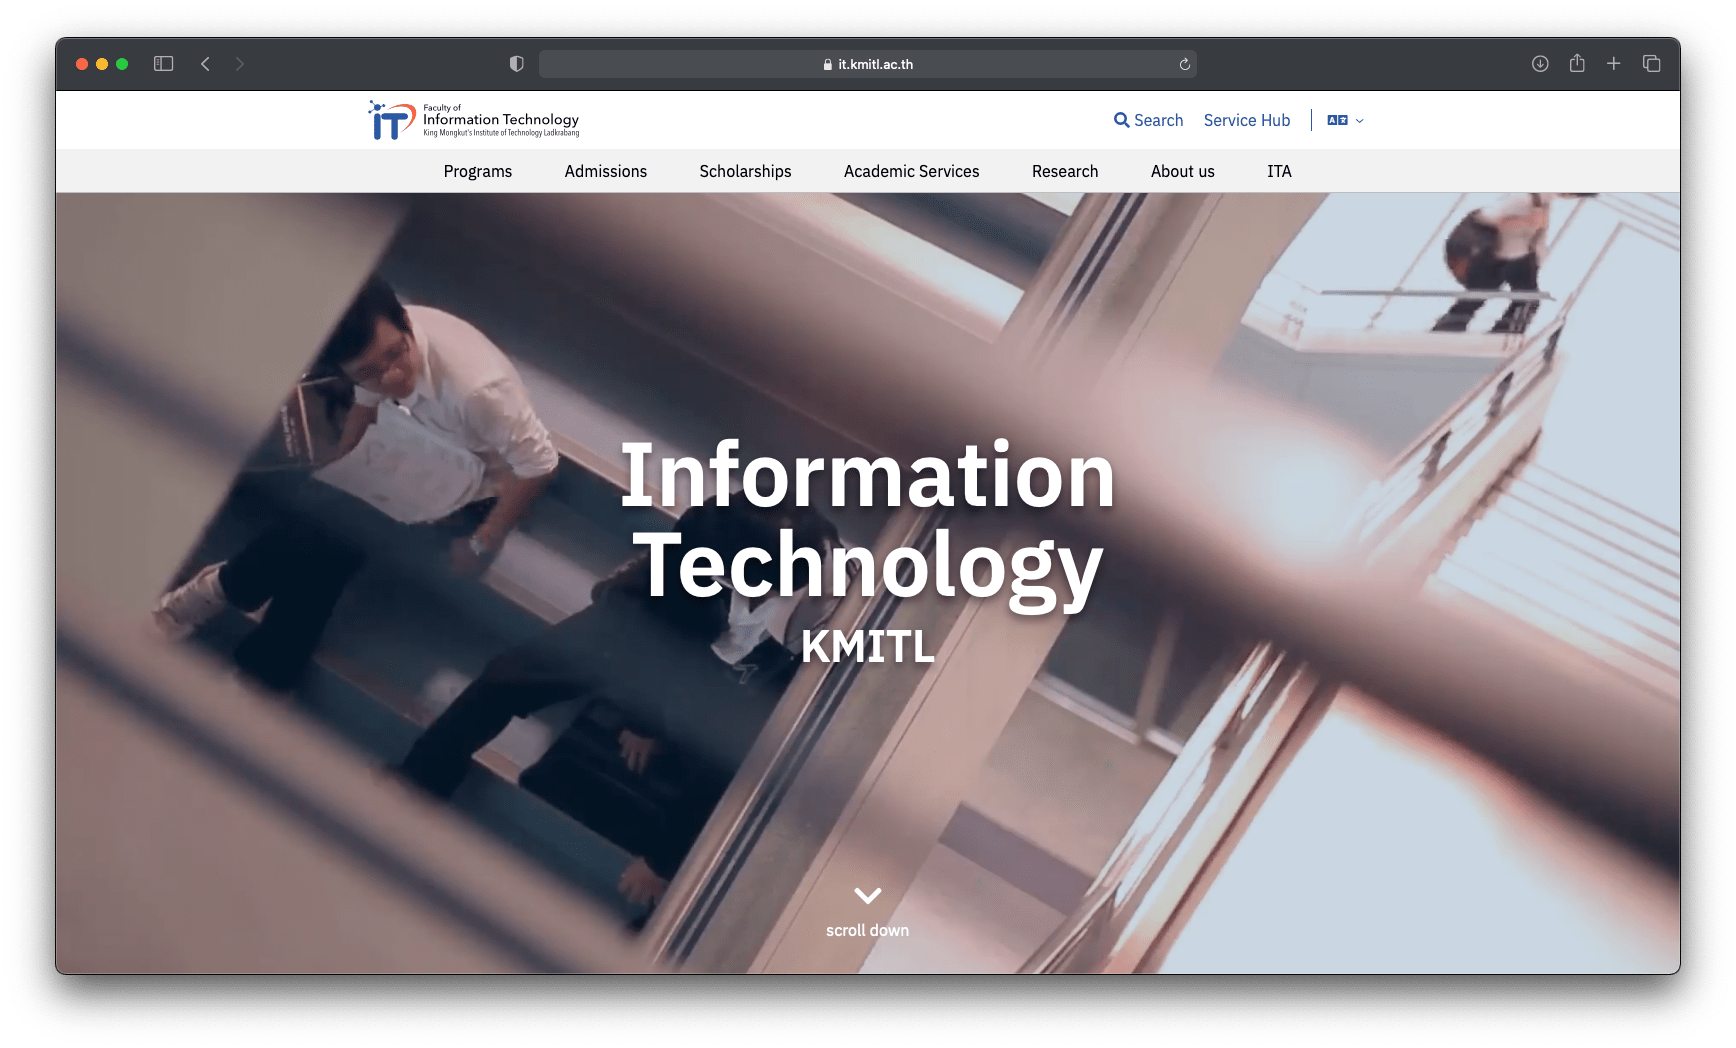 it.kmitl.ac.th
Faculty of
Information Technology
King Mongkut's Institute of Technology Ladkrabang
Search
Service Hub
Programs
Admissions
Scholarships
Academic Services
Research
About us
ITA
Information
Technology
KMITL
scroll down